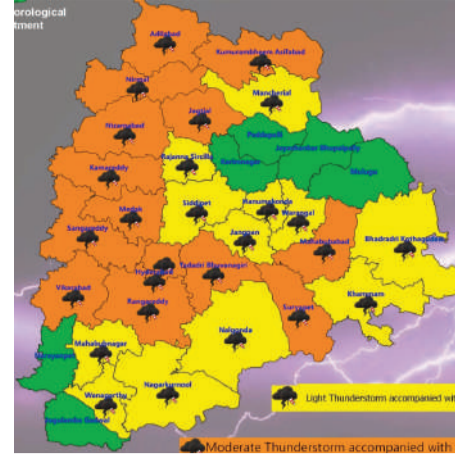 orological
tment
Adilabad
Kumurambheem Asifabad
Nirmal
Mancherial
Jagtial
Nizamabad
Peddapalli
Jayashankar Bhupalpally
Rajanna Sircilla
Karimnagar
Kamareddy
Mulugu
Siddipet
Hanumakonda
Medak
Warangal
Sangareddy
Jangaon
Mahabubabad
Bhadradri Kothagudem
Yadadri Bhuvanagiri
Hyderabad
Vikarabad
Rangareddy
Khammam
Suryapet
Nalgonda
Narayanpet
Mahabubnagar
Nagarkurnool
Wanaparthy
Light Thunderstorm accompanied wit
Jogulamba Gadwal
Moderate Thunderstorm accompanied with